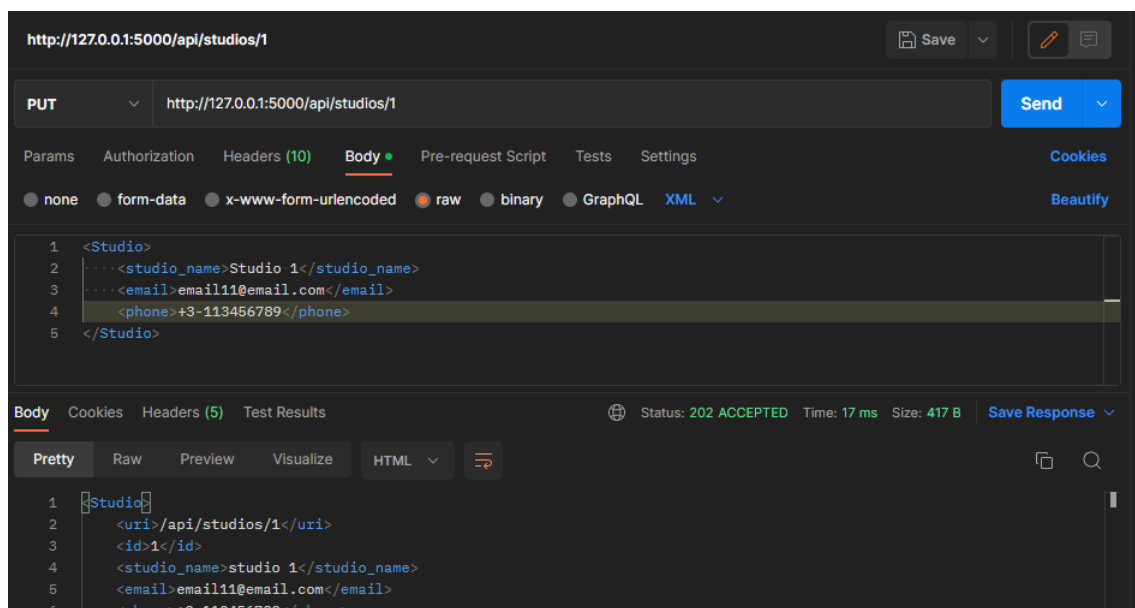 http://127.0.0.1:5000/api/studios/1 Save
PUT http://127.0.0.1:5000/api/studios/1 Send
Params Authorization Headers (10) Body Pre-request Script Tests Settings Cookies
none form-data x-www-form-urlencoded raw binary GraphQL XML Beautify
1 <Studio>
2 ····<studio_name>Studio·1</studio_name>
3 ····<email>email11@email.com</email>
4 ····<phone>+3-113456789</phone>
5 </Studio>
Body Cookies Headers (5) Test Results Status: 202 ACCEPTED Time: 17 ms Size: 417 B Save Response
Pretty Raw Preview Visualize HTML
1 <Studio>
2 <uri>/api/studios/1</uri>
3 <id>1</id>
4 <studio_name>studio 1</studio_name>
5 <email>email11@email.com</email>